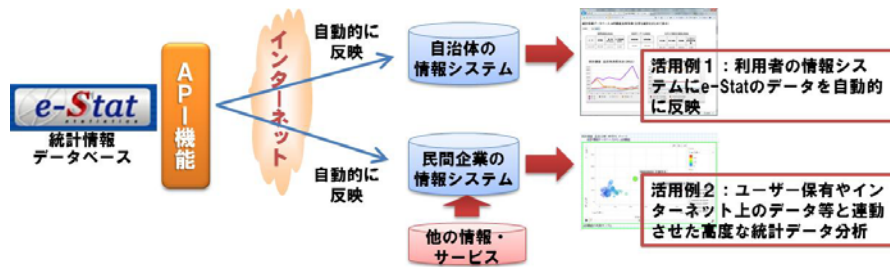 e-Stat
statistics
統計情報
データベース
API機能
インターネット
自動的に
反映
自動的に
反映
自治体の
情報システム
民間企業の
情報システム
他の情報・
サービス
活用例1：利用者の情報シス
テムにe-Statのデータを自動的
に反映
活用例2：ユーザー保有やイン
ターネット上のデータ等と連動
させた高度な統計データ分析